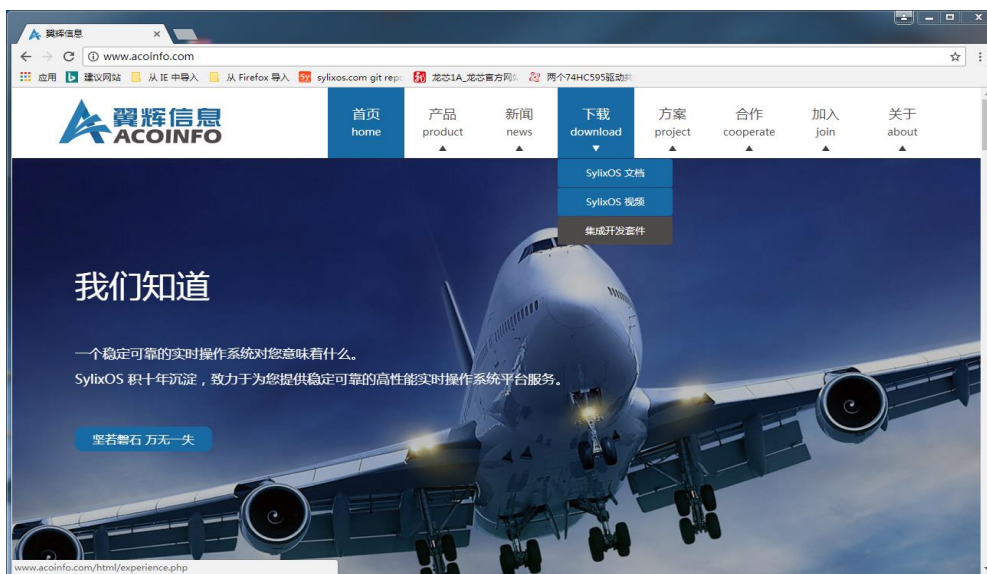 翼辉信息
www.acoinfo.com
应用 建议网站 从 IE 中导入 从 Firefox 导入 sylixos.com git repo 龙芯1A_龙芯官方网 两个74HC595驱动共
翼辉信息
ACOINFO
首页 产品 新闻 下载 方案 合作 加入 关于
home product news download project cooperate join about
SylixOS 文档
SylixOS 视频
集成开发套件
我们知道
一个稳定可靠的实时操作系统对您意味着什么。
SylixOS 积十年沉淀，致力于为您提供稳定可靠的高性能实时操作系统平台服务。
坚若磐石 万无一失
www.acoinfo.com/html/experience.php